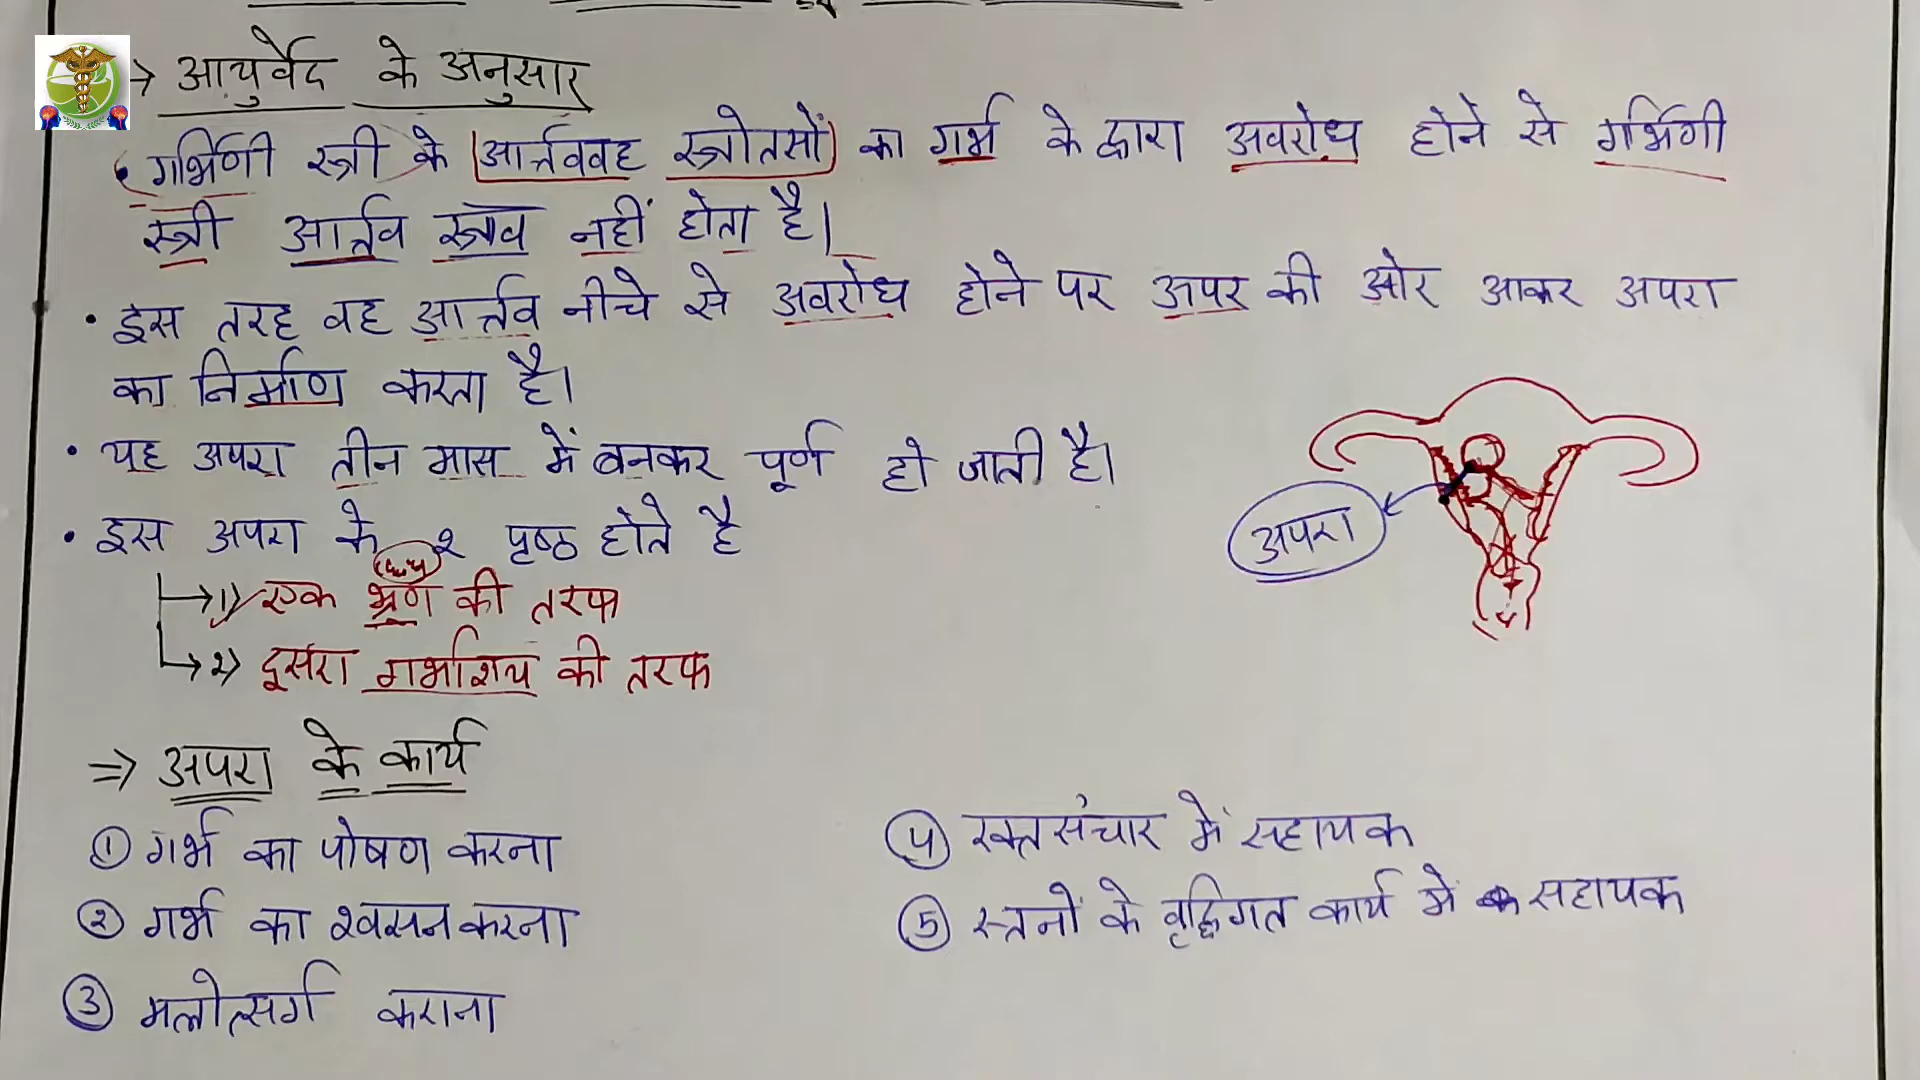 → आयुर्वेद के अनुसार
• गर्भिणी स्त्री के (आर्त्तववह स्त्रोतसों) का गर्भ के द्वारा अवरोध होने से गर्भिणी
स्त्री आर्त्तव स्त्राव नहीं होता है।
• इस तरह वह आर्त्तव नीचे से अवरोध होने पर अपर की ओर आकर अपरा
का निर्माण करता है।
• यह अपरा तीन मास में बनकर पूर्ण हो जाती है।
• इस अपरा के २ पृष्ठ होते है
→ 1) एक भ्रूण की तरफ
→ २) दूसरा गर्भाशय की तरफ
अपरा
⇒ अपरा के कार्य
① गर्भ का पोषण करना
② गर्भ का श्वसन करना
③ मलोत्सर्ग कराना
④ रक्तसंचार में सहायक
⑤ स्तनों के वृद्धिगत कार्य में सहायक